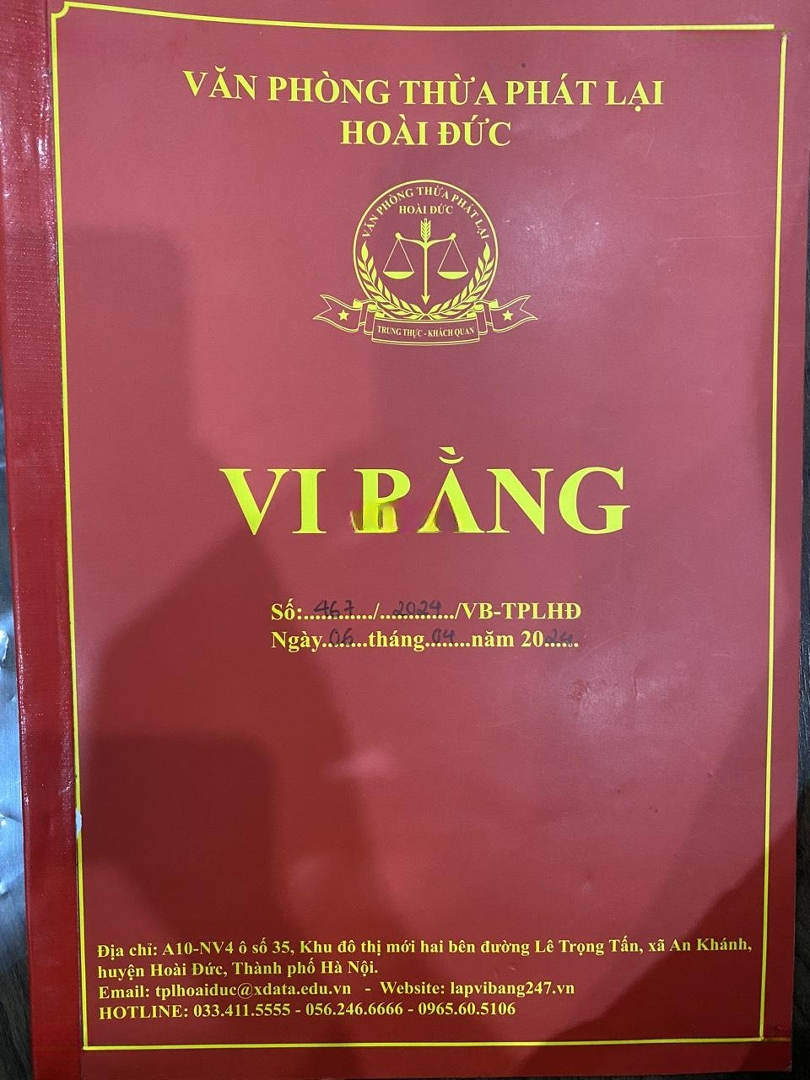 VĂN PHÒNG THỪA PHÁT LẠI
HOÀI ĐỨC
VĂN PHÒNG THỪA PHÁT LẠI
HOÀI ĐỨC
TRUNG THỰC - KHÁCH QUAN
VI BẰNG
Số:....467..../...2024.../VB-TPLHĐ
Ngày..06...tháng..04...năm 20.24..
Địa chỉ: A10-NV4 ô số 35, Khu đô thị mới hai bên đường Lê Trọng Tấn, xã An Khánh,
huyện Hoài Đức, Thành phố Hà Nội.
Email: tplhoaiduc@xdata.edu.vn - Website: lapvibang247.vn
HOTLINE: 033.411.5555 - 056.246.6666 - 0965.60.5106